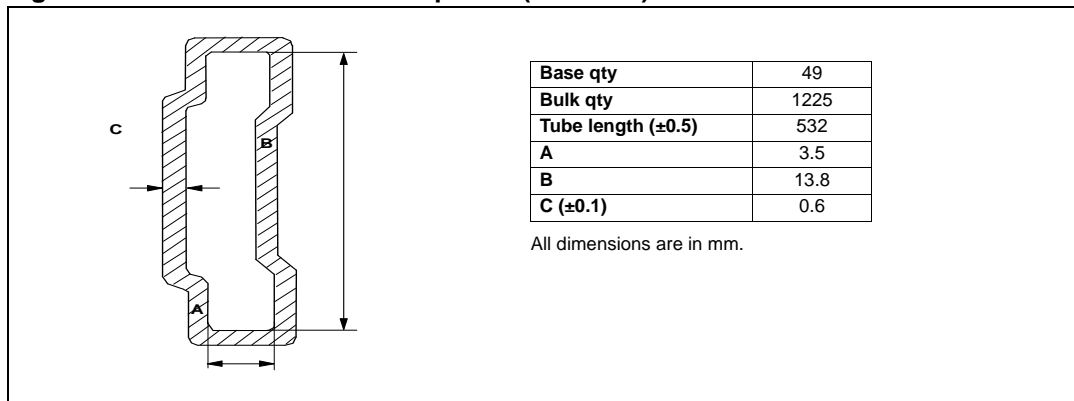 C
B
A
Base qty 49
Bulk qty 1225
Tube length (±0.5) 532
A 3.5
B 13.8
C (±0.1) 0.6
All dimensions are in mm.